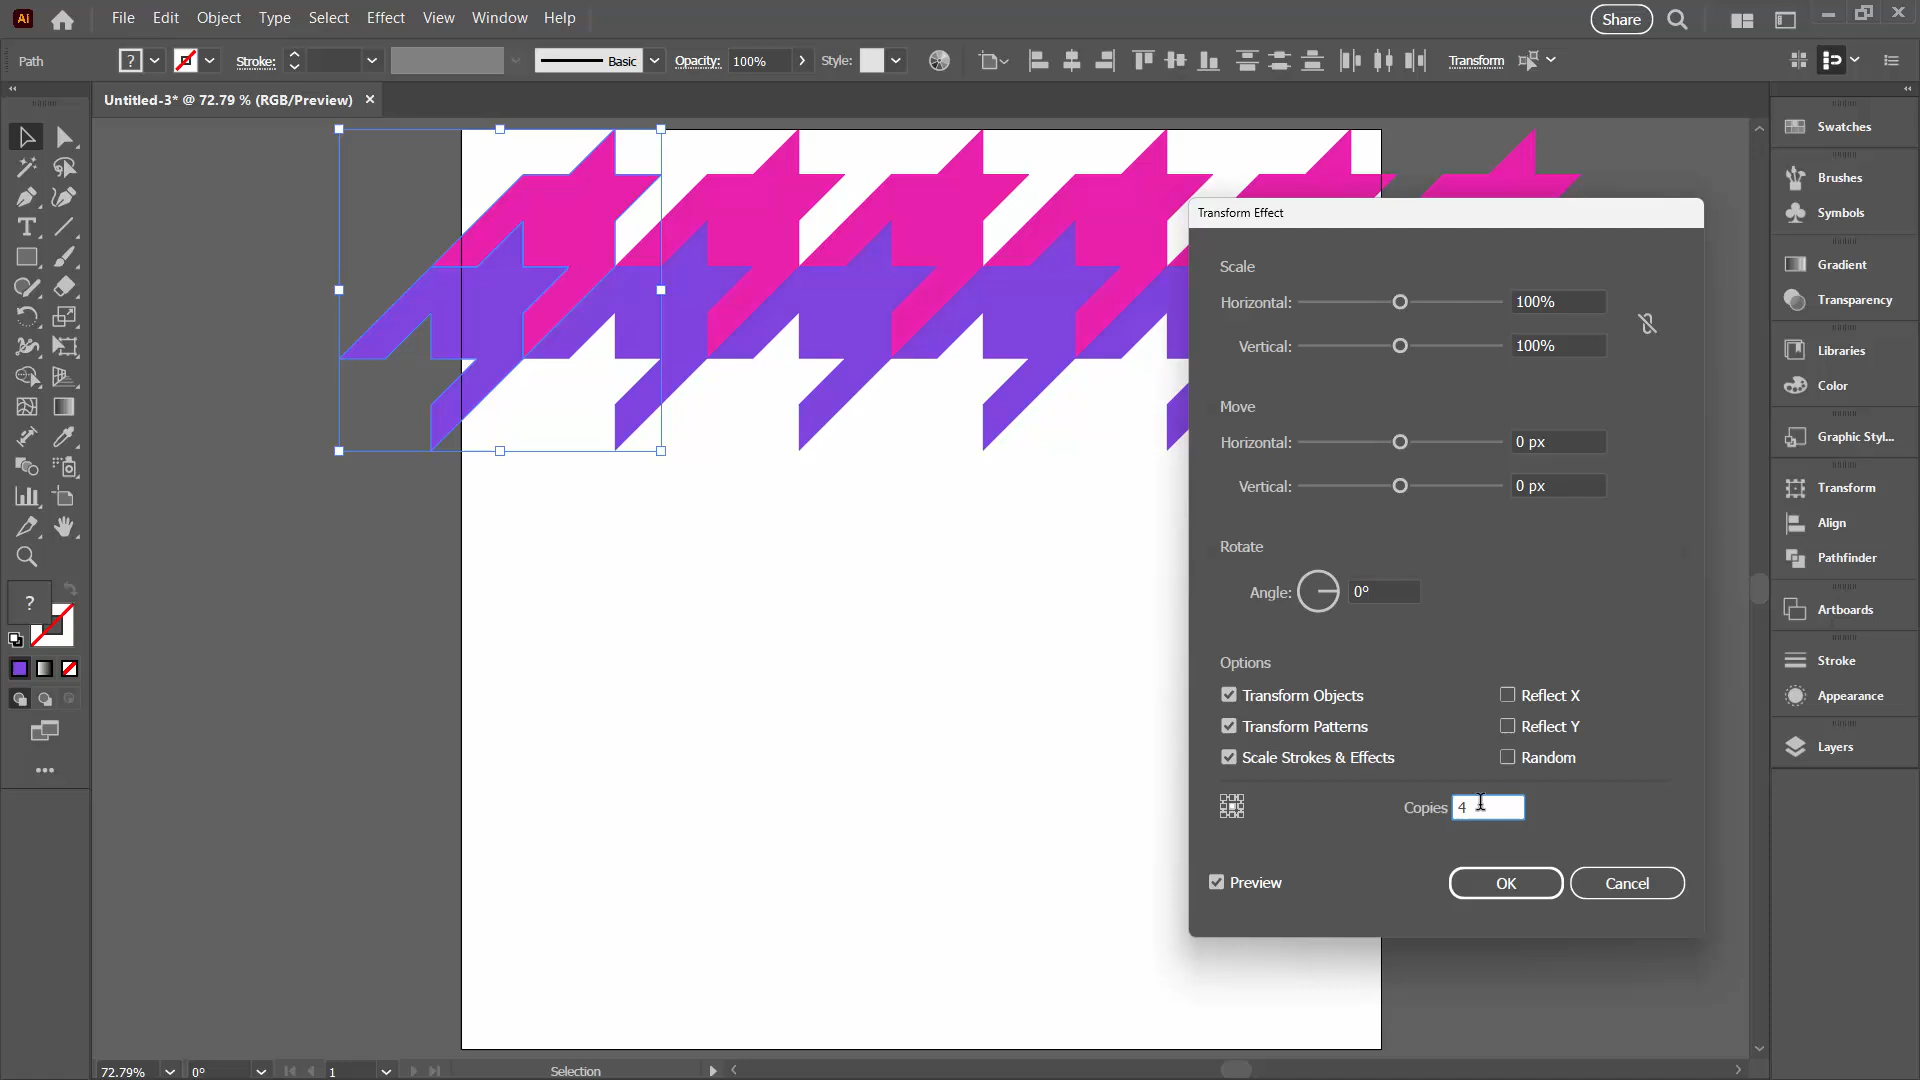 Ai File Edit Object Type Select Effect View Window Help Share
Path ? Stroke: Basic Opacity: 100% Style: Transform
Untitled-3* @ 72.79 % (RGB/Preview)
Swatches
Brushes
Symbols
Gradient
Transparency
Libraries
Color
Graphic Styl...
Transform
Align
Pathfinder
Artboards
Stroke
Appearance
Layers
Transform Effect
Scale
Horizontal: 100%
Vertical: 100%
Move
Horizontal: 0 px
Vertical: 0 px
Rotate
Angle: 0°
Options
Transform Objects Reflect X
Transform Patterns Reflect Y
Scale Strokes & Effects Random
Copies 4
Preview OK Cancel
?
72.79% 0° 1 Selection